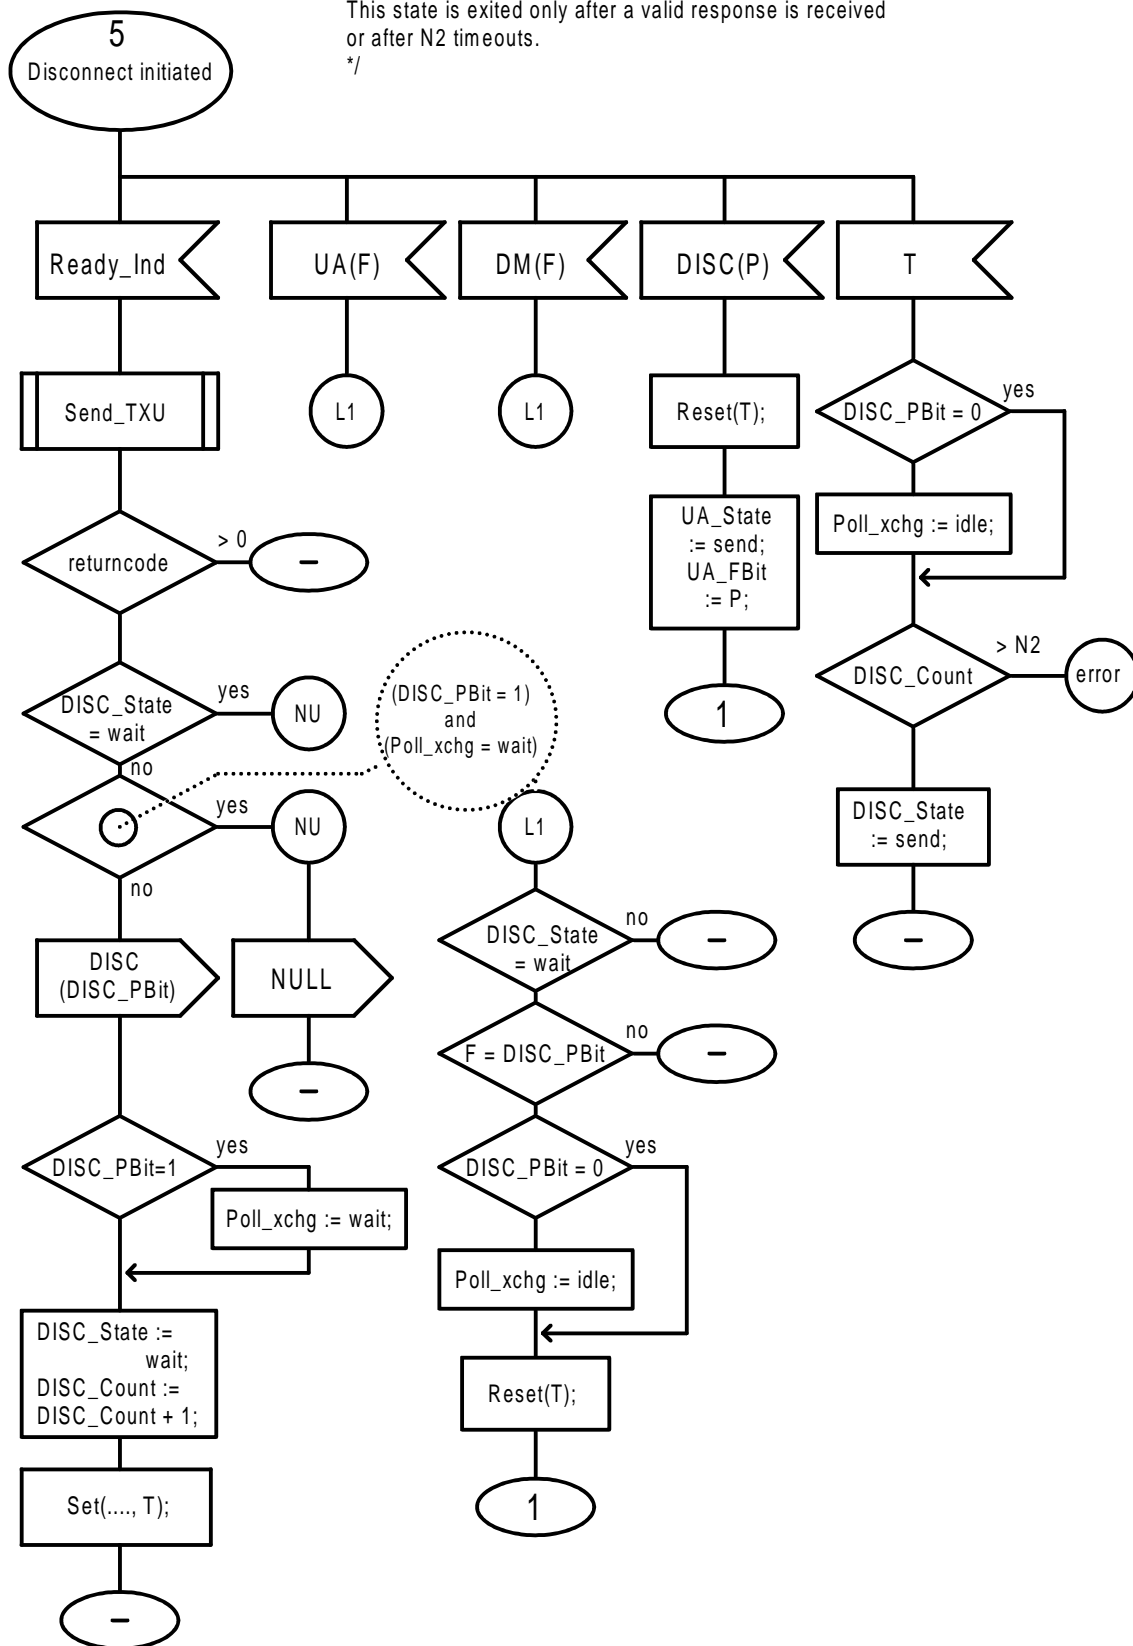 This state is exited only after a valid response is received
or after N2 timeouts.
*/
5
Disconnect initiated
Ready_Ind
UA(F)
DM(F)
DISC(P)
T
Send_TXU
L1
L1
Reset(T);
DISC_PBit = 0
yes
UA_State
:= send;
UA_FBit
:= P;
Poll_xchg := idle;
returncode
> 0
–
DISC_Count
> N2
error
DISC_State
= wait
yes
NU
no
(DISC_PBit = 1)
and
(Poll_xchg = wait)
1
yes
NU
no
L1
DISC_State
:= send;
–
DISC
(DISC_PBit)
NULL
–
DISC_State
= wait
no
–
F = DISC_PBit
no
–
DISC_PBit=1
yes
Poll_xchg := wait;
DISC_PBit = 0
yes
Poll_xchg := idle;
DISC_State :=
wait;
DISC_Count :=
DISC_Count + 1;
Reset(T);
Set(...., T);
1
–